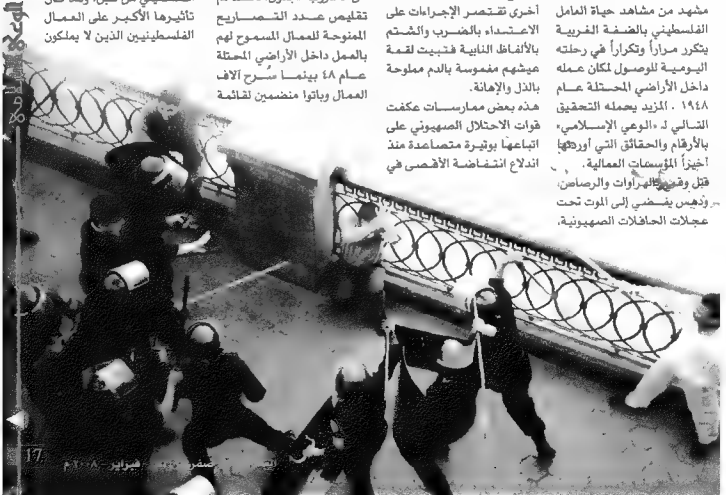 مشهد من مشاهد حياة العامل
الفلسطيني بالضفة الغربية
يتكرر مراراً وتكراراً في رحلته
اليومية للوصول لمكان عمله
داخل الأراضي المحتلة عام
١٩٤٨ . المزيد يحمله التحقيق
التالي لـ «الوعي الإسلامي»
بالأرقام والحقائق التي أوردتها
أخيراً المؤسسات العمالية.
قتل وقنص بالهراوات والرصاص،
ودهس يفضي إلى الموت تحت
عجلات الحافلات الصهيونية،
أخرى تقتصر الإجراءات على
الاعتداء بالضرب والشتم
بالألفاظ النابية فتبيت لقمة
عيشهم مغموسة بالدم مملوحة
بالذل والإهانة.
هذه بعض ممارسات عكفت
قوات الاحتلال الصهيوني على
اتباعها بوتيرة متصاعدة منذ
اندلاع انتفاضة الأقصى في
تقليص عدد التصاريح
الممنوحة للعمال المسموح لهم
بالعمل داخل الأراضي المحتلة
عام ٤٨ بينما سُرح آلاف
العمال وباتوا منضمين لقائمة
تأثيرها الأكبر على العمال
الفلسطينيين الذين لا يملكون
17
صفر
فبراير - ٢٠٠٨ م